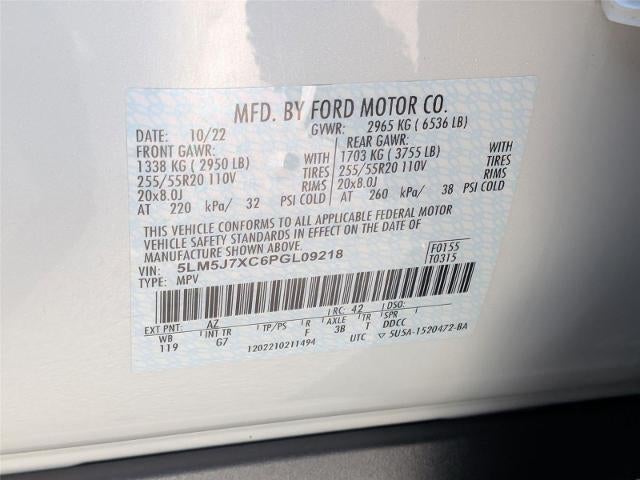 MFD. BY FORD MOTOR CO.
DATE: 10/22 GVWR: 2965 KG ( 6536 LB)
FRONT GAWR: REAR GAWR:
1338 KG ( 2950 LB) WITH 1703 KG ( 3755 LB) WITH
255/55R20 110V TIRES 255/55R20 110V TIRES
20x8.0J RIMS 20x8.0J RIMS
AT 220 kPa/ 32 PSI COLD AT 260 kPa/ 38 PSI COLD
THIS VEHICLE CONFORMS TO ALL APPLICABLE FEDERAL MOTOR
VEHICLE SAFETY STANDARDS IN EFFECT ON THE DATE OF
MANUFACTURE SHOWN ABOVE.
VIN: 5LM5J7XC6PGL09218 F0155
TYPE: MPV T0315
EXT PNT: AZ RC: 42 DSO:
WB INT TR TP/PS R AXLE TR SPR
119 G7 F 3B T DDCC
1202210211494 UTC 5U5A-1520472-BA